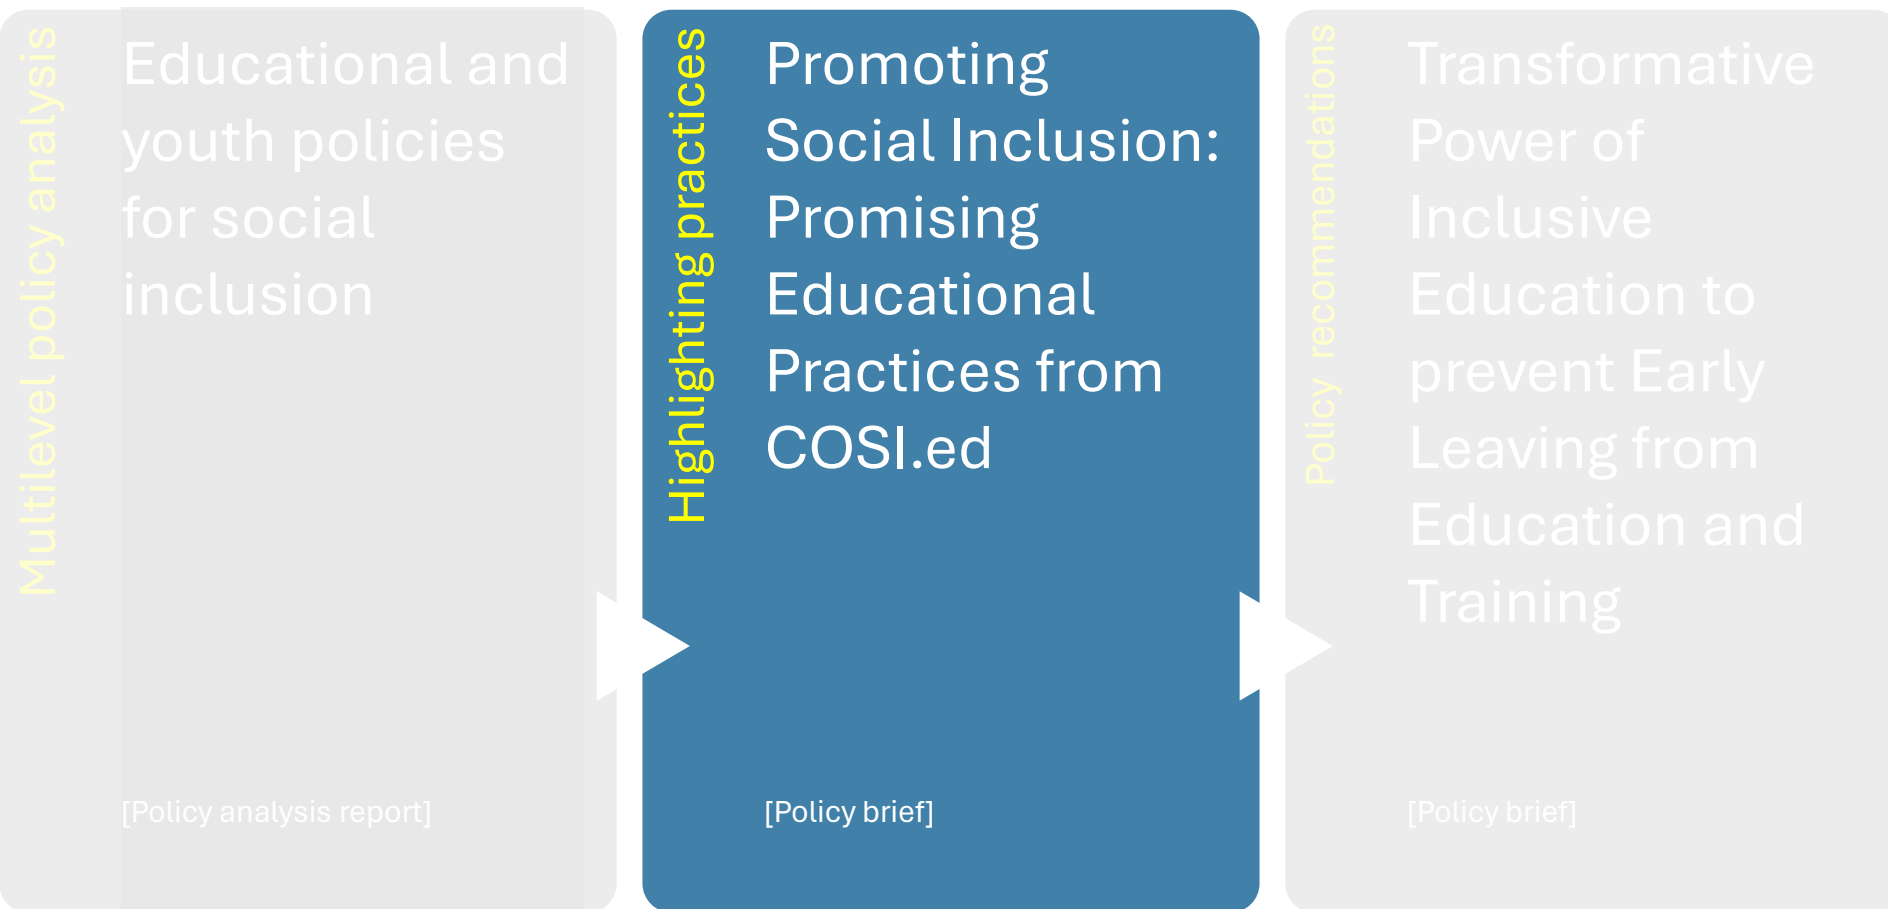 Multilevel policy analysis
Educational and
youth policies
for social
inclusion
[Policy analysis report]
Highlighting practices
Promoting
Social Inclusion:
Promising
Educational
Practices from
COSI.ed
[Policy brief]
Policy recommendations
Transformative
Power of
Inclusive
Education to
prevent Early
Leaving from
Education and
Training
[Policy brief]